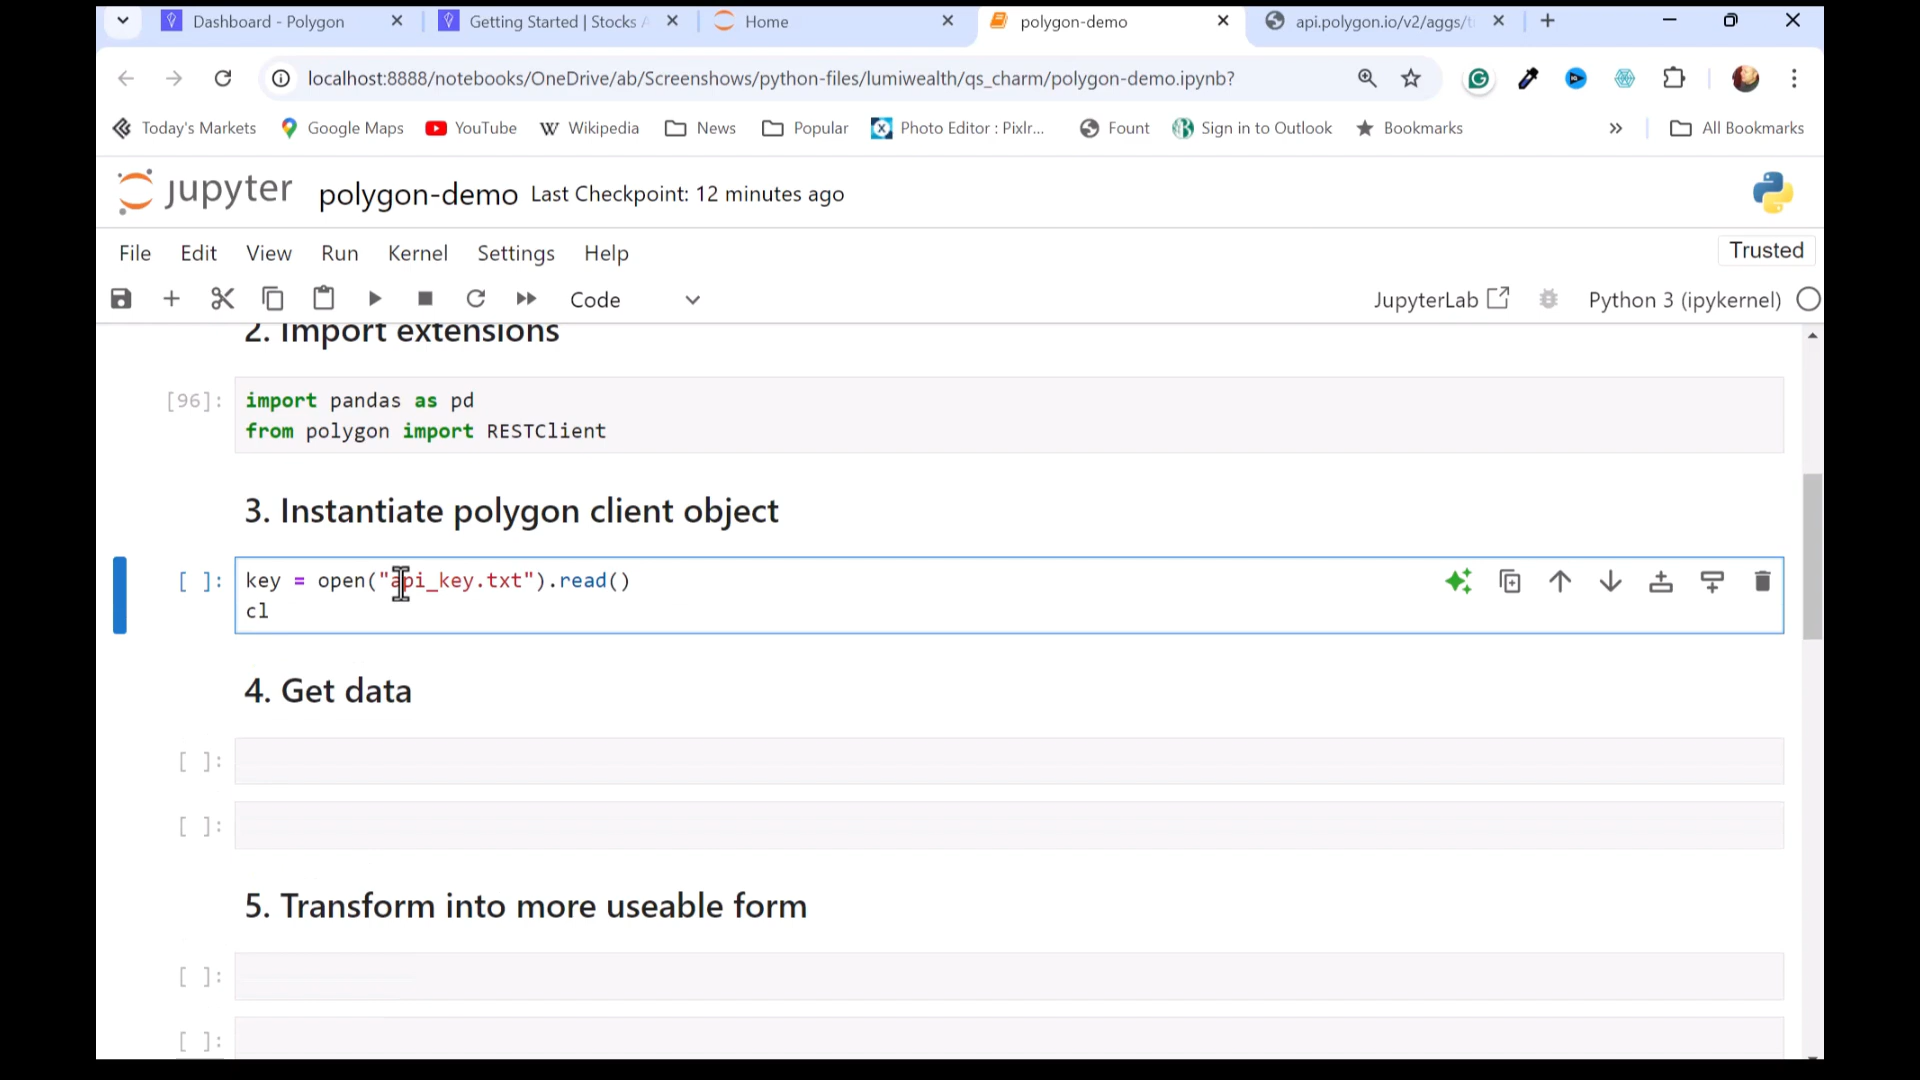 Dashboard - Polygon
Getting Started | Stocks A
Home
polygon-demo
api.polygon.io/v2/aggs/ti
localhost:8888/notebooks/OneDrive/ab/Screenshows/python-files/lumiwealth/qs_charm/polygon-demo.ipynb?
Today's Markets
Google Maps
YouTube
Wikipedia
News
Popular
Photo Editor : Pixlr...
Fount
Sign in to Outlook
Bookmarks
All Bookmarks
jupyter polygon-demo Last Checkpoint: 12 minutes ago
File Edit View Run Kernel Settings Help
Trusted
Code
JupyterLab
Python 3 (ipykernel)
2. Import extensions
[96]: import pandas as pd
from polygon import RESTClient
3. Instantiate polygon client object
[ ]: key = open("api_key.txt").read()
cl
4. Get data
[ ]:
[ ]:
5. Transform into more useable form
[ ]:
[ ]: